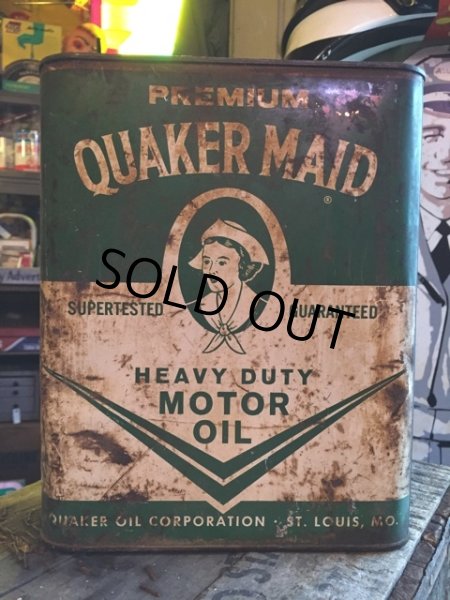 PREMIUM
QUAKER MAID
®
SUPERTESTED GUARANTEED
SOLD OUT
HEAVY DUTY
MOTOR
OIL
QUAKER OIL CORPORATION · ST. LOUIS, MO.